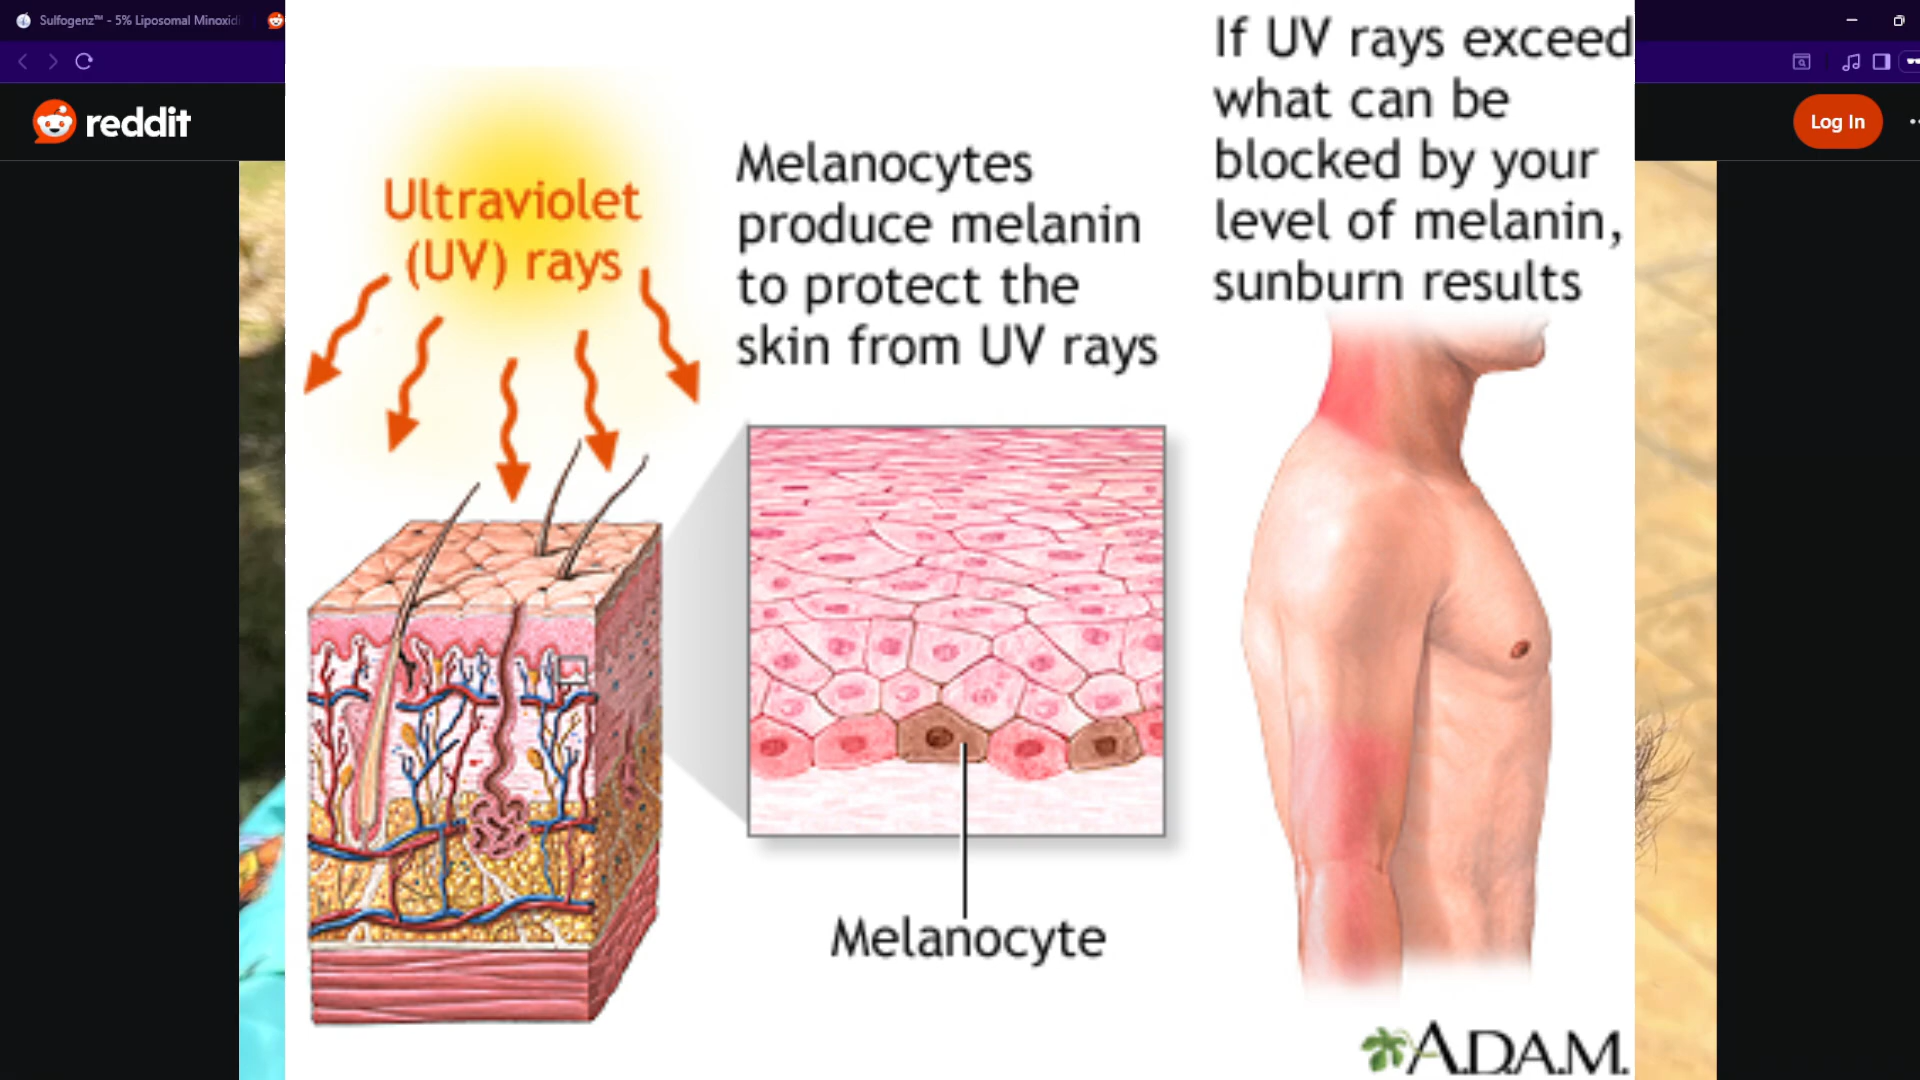 Sulfogenz™ - 5% Liposomal Minoxidi
reddit
Log In
Ultraviolet
(UV) rays
Melanocytes
produce melanin
to protect the
skin from UV rays
If UV rays exceed
what can be
blocked by your
level of melanin,
sunburn results
Melanocyte
A.D.A.M.